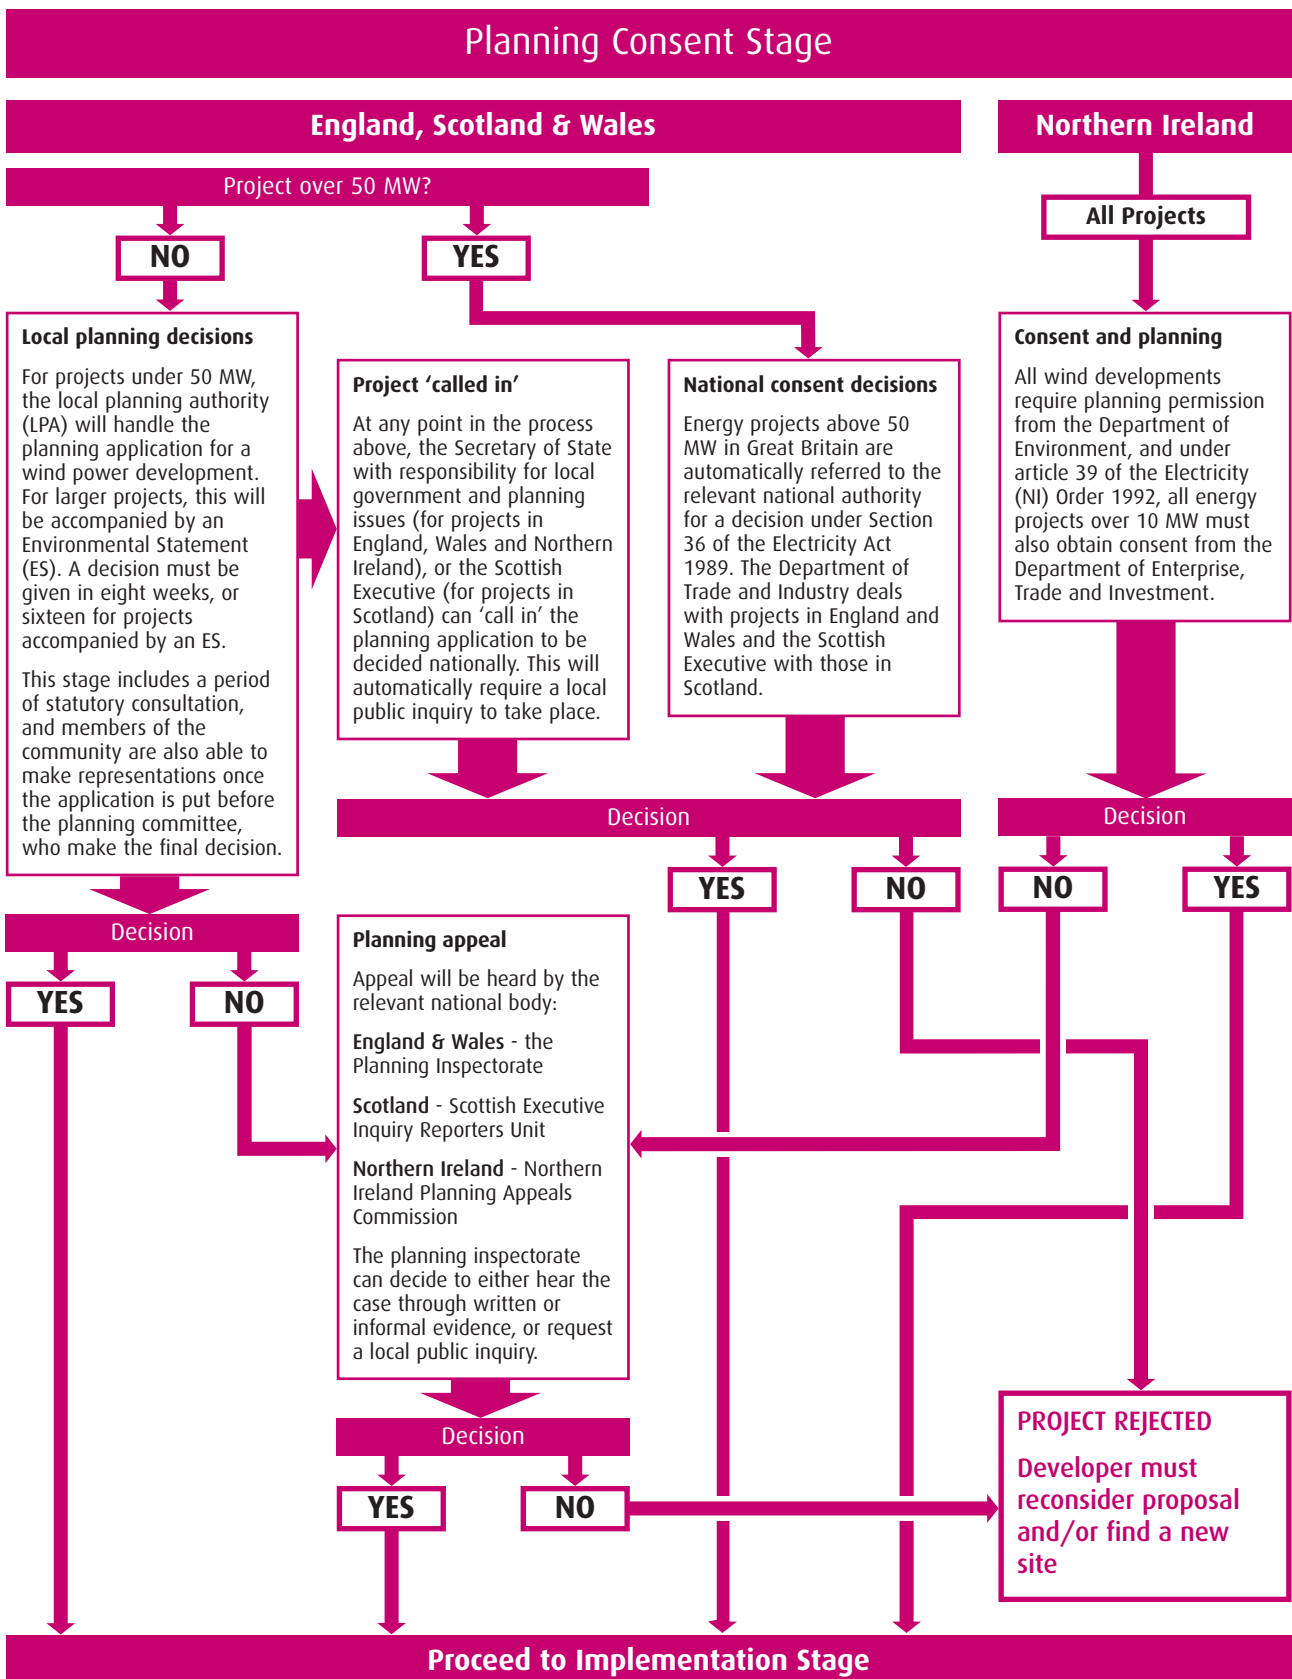 Planning Consent Stage
England, Scotland & Wales
Northern Ireland
Project over 50 MW?
All Projects
NO
YES
Local planning decisions
For projects under 50 MW,
the local planning authority
(LPA) will handle the
planning application for a
wind power development.
For larger projects, this will
be accompanied by an
Environmental Statement
(ES). A decision must be
given in eight weeks, or
sixteen for projects
accompanied by an ES.
This stage includes a period
of statutory consultation,
and members of the
community are also able to
make representations once
the application is put before
the planning committee,
who make the final decision.
Project ‘called in’
At any point in the process
above, the Secretary of State
with responsibility for local
government and planning
issues (for projects in
England, Wales and Northern
Ireland), or the Scottish
Executive (for projects in
Scotland) can ‘call in’ the
planning application to be
decided nationally. This will
automatically require a local
public inquiry to take place.
National consent decisions
Energy projects above 50
MW in Great Britain are
automatically referred to the
relevant national authority
for a decision under Section
36 of the Electricity Act
1989. The Department of
Trade and Industry deals
with projects in England and
Wales and the Scottish
Executive with those in
Scotland.
Consent and planning
All wind developments
require planning permission
from the Department of
Environment, and under
article 39 of the Electricity
(NI) Order 1992, all energy
projects over 10 MW must
also obtain consent from the
Department of Enterprise,
Trade and Investment.
Decision
Decision
YES
NO
NO
YES
Decision
YES
NO
Planning appeal
Appeal will be heard by the
relevant national body:
England & Wales - the
Planning Inspectorate
Scotland - Scottish Executive
Inquiry Reporters Unit
Northern Ireland - Northern
Ireland Planning Appeals
Commission
The planning inspectorate
can decide to either hear the
case through written or
informal evidence, or request
a local public inquiry.
Decision
YES
NO
PROJECT REJECTED
Developer must
reconsider proposal
and/or find a new
site
Proceed to Implementation Stage